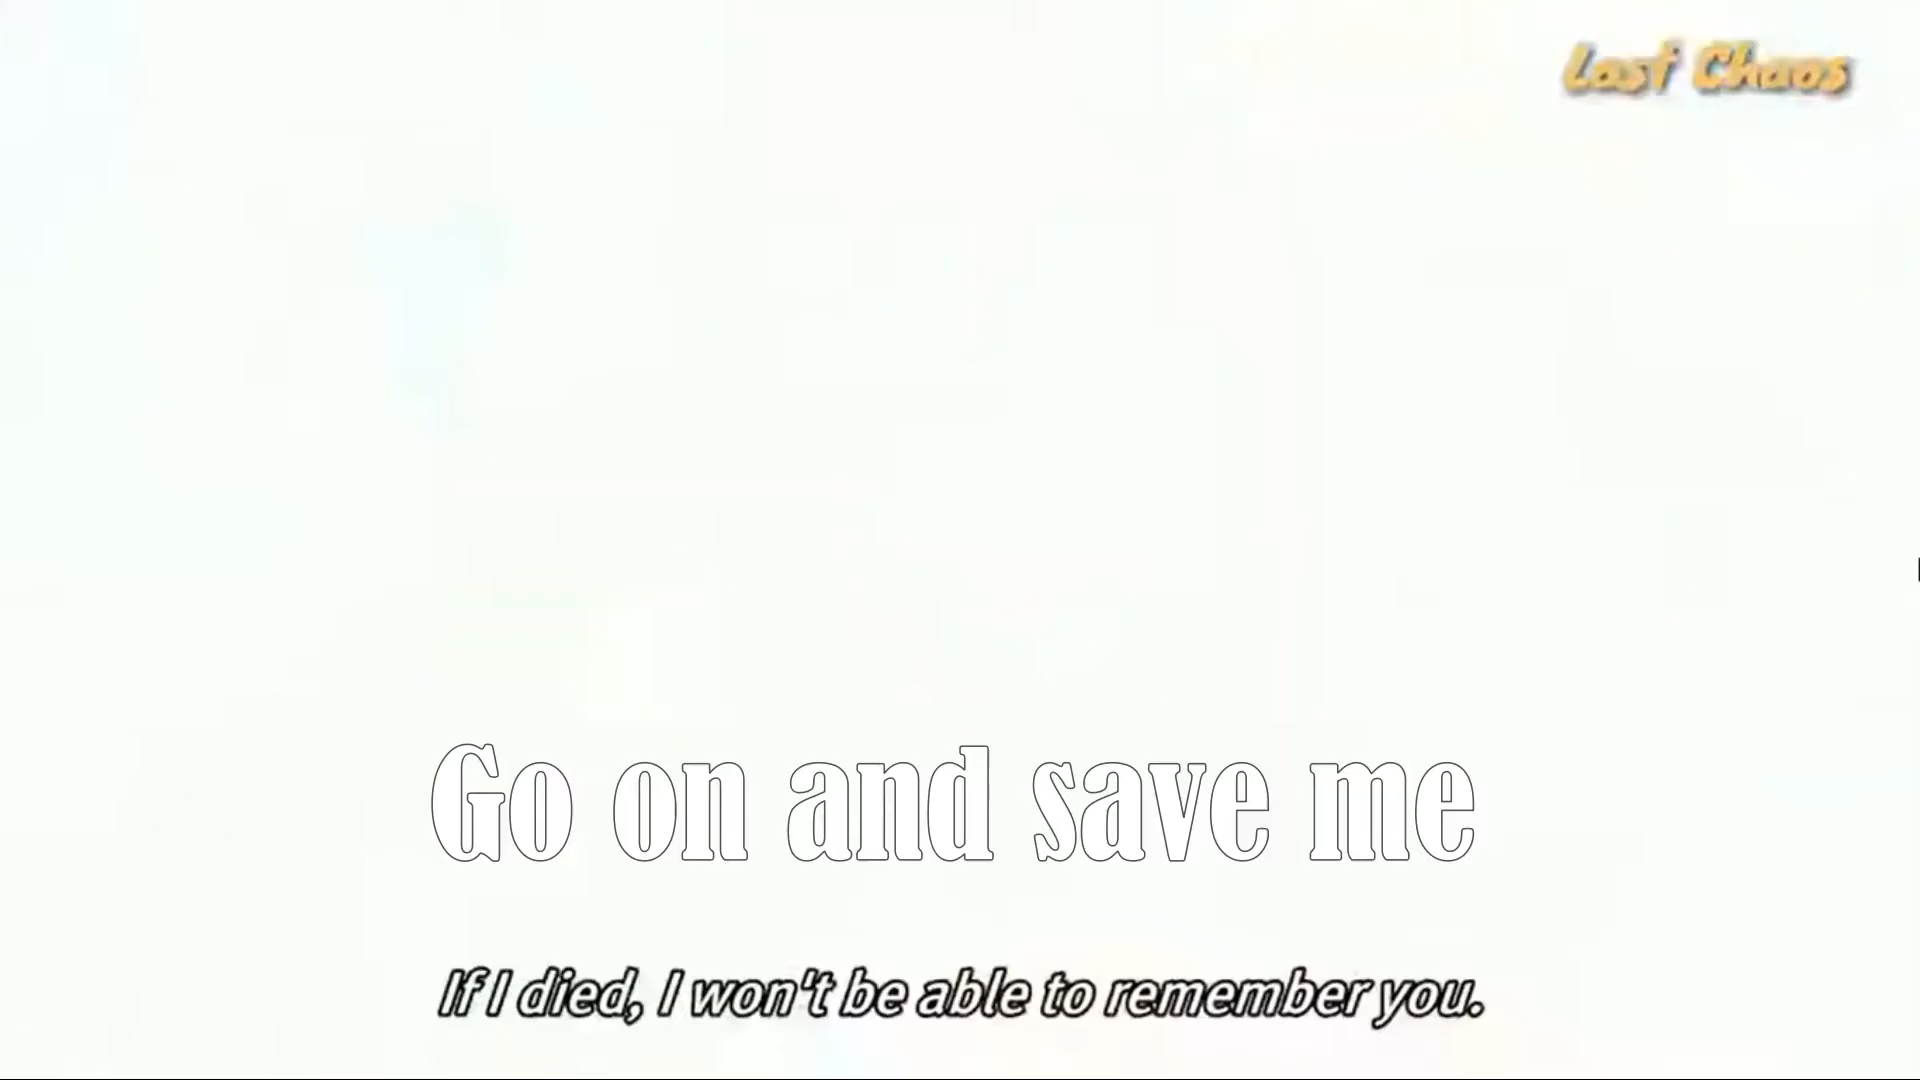 Lost Chaos
Go on and save me
If I died, I won't be able to remember you.